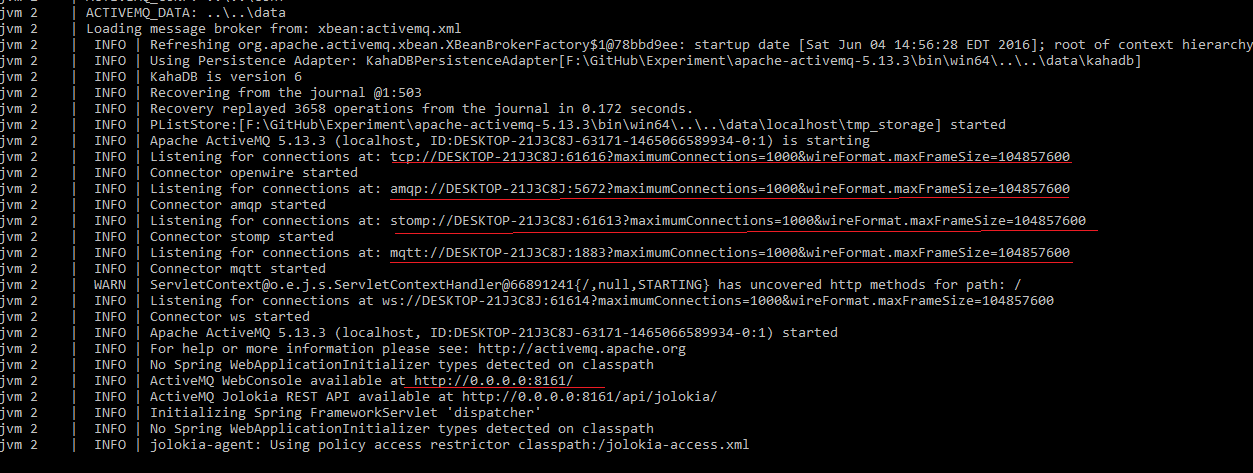 jvm 2    |  ACTIVEMQ_DATA: ..\..\data
jvm 2    | Loading message broker from: xbean:activemq.xml
jvm 2    |  INFO | Refreshing org.apache.activemq.xbean.XBeanBrokerFactory$1@78bbd9ee: startup date [Sat Jun 04 14:56:28 EDT 2016]; root of context hierarchy
jvm 2    |  INFO | Using Persistence Adapter: KahaDBPersistenceAdapter[F:\GitHub\Experiment\apache-activemq-5.13.3\bin\win64\..\..\data\kahadb]
jvm 2    |  INFO | KahaDB is version 6
jvm 2    |  INFO | Recovering from the journal @1:503
jvm 2    |  INFO | Recovery replayed 3658 operations from the journal in 0.172 seconds.
jvm 2    |  INFO | PListStore:[F:\GitHub\Experiment\apache-activemq-5.13.3\bin\win64\..\..\data\localhost\tmp_storage] started
jvm 2    |  INFO | Apache ActiveMQ 5.13.3 (localhost, ID:DESKTOP-21J3C8J-63171-1465066589934-0:1) is starting
jvm 2    |  INFO | Listening for connections at: tcp://DESKTOP-21J3C8J:61616?maximumConnections=1000&wireFormat.maxFrameSize=104857600
jvm 2    |  INFO | Connector openwire started
jvm 2    |  INFO | Listening for connections at: amqp://DESKTOP-21J3C8J:5672?maximumConnections=1000&wireFormat.maxFrameSize=104857600
jvm 2    |  INFO | Connector amqp started
jvm 2    |  INFO | Listening for connections at: stomp://DESKTOP-21J3C8J:61613?maximumConnections=1000&wireFormat.maxFrameSize=104857600
jvm 2    |  INFO | Connector stomp started
jvm 2    |  INFO | Listening for connections at: mqtt://DESKTOP-21J3C8J:1883?maximumConnections=1000&wireFormat.maxFrameSize=104857600
jvm 2    |  INFO | Connector mqtt started
jvm 2    |  WARN | ServletContext@o.e.j.s.ServletContextHandler@66891241{/,null,STARTING} has uncovered http methods for path: /
jvm 2    |  INFO | Listening for connections at ws://DESKTOP-21J3C8J:61614?maximumConnections=1000&wireFormat.maxFrameSize=104857600
jvm 2    |  INFO | Connector ws started
jvm 2    |  INFO | Apache ActiveMQ 5.13.3 (localhost, ID:DESKTOP-21J3C8J-63171-1465066589934-0:1) started
jvm 2    |  INFO | For help or more information please see: http://activemq.apache.org
jvm 2    |  INFO | No Spring WebApplicationInitializer types detected on classpath
jvm 2    |  INFO | ActiveMQ WebConsole available at http://0.0.0.0:8161/
jvm 2    |  INFO | ActiveMQ Jolokia REST API available at http://0.0.0.0:8161/api/jolokia/
jvm 2    |  INFO | Initializing Spring FrameworkServlet 'dispatcher'
jvm 2    |  INFO | No Spring WebApplicationInitializer types detected on classpath
jvm 2    |  INFO | jolokia-agent: Using policy access restrictor classpath:/jolokia-access.xml